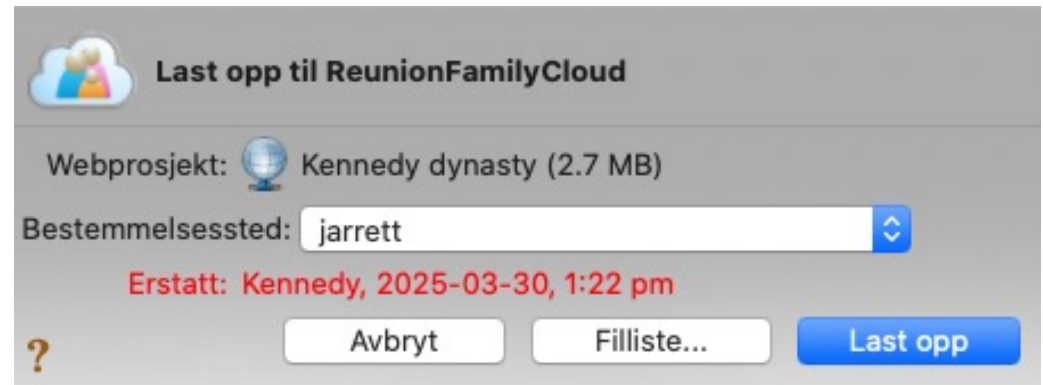 Last opp til ReunionFamilyCloud
Webprosjekt: Kennedy dynasty (2.7 MB)
Bestemmelsessted: jarrett
Erstatt: Kennedy, 2025-03-30, 1:22 pm
? Avbryt Filliste... Last opp